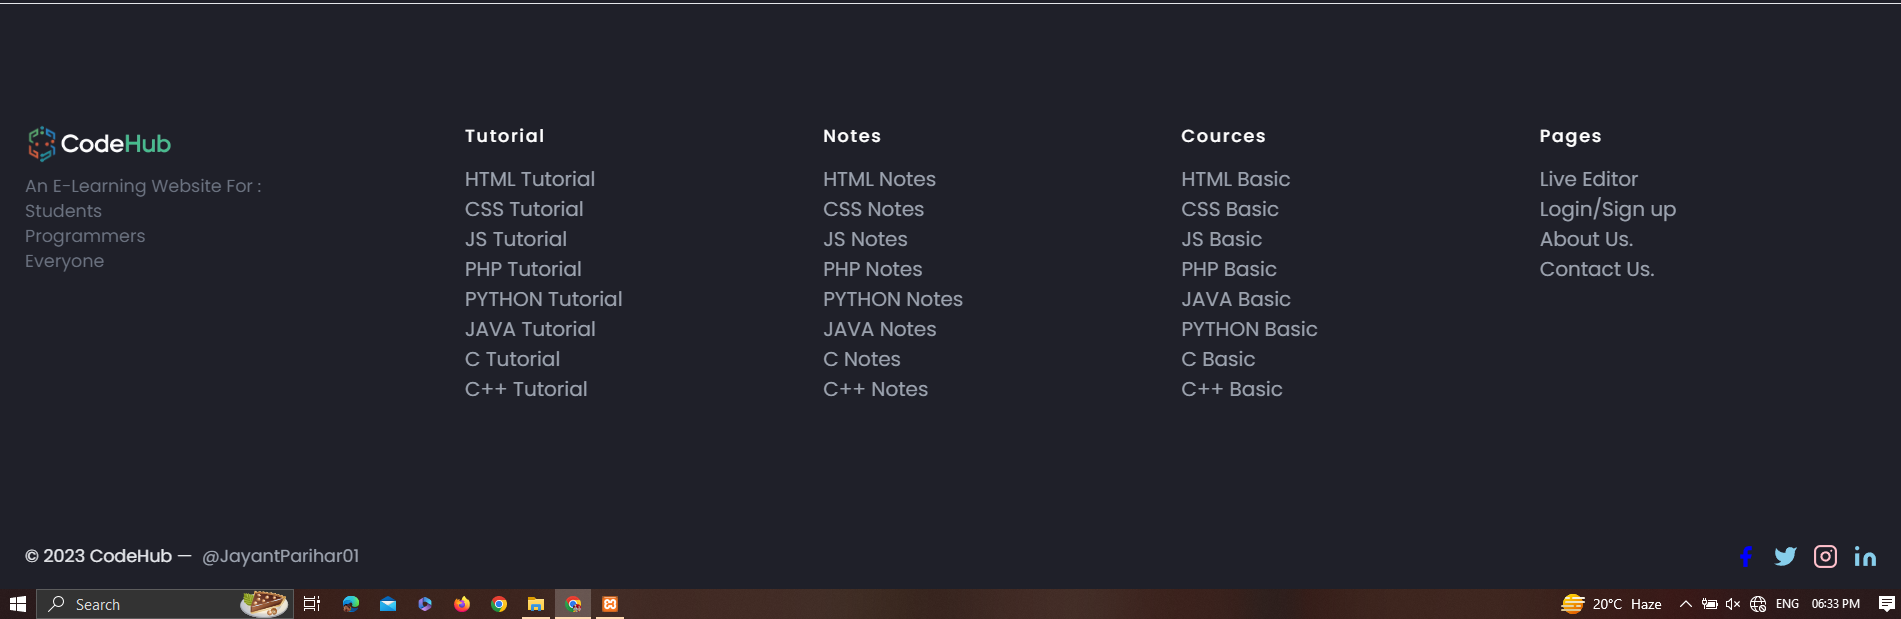 CodeHub
An E-Learning Website For :
Students
Programmers
Everyone
Tutorial
HTML Tutorial
CSS Tutorial
JS Tutorial
PHP Tutorial
PYTHON Tutorial
JAVA Tutorial
C Tutorial
C++ Tutorial
Notes
HTML Notes
CSS Notes
JS Notes
PHP Notes
PYTHON Notes
JAVA Notes
C Notes
C++ Notes
Cources
HTML Basic
CSS Basic
JS Basic
PHP Basic
JAVA Basic
PYTHON Basic
C Basic
C++ Basic
Pages
Live Editor
Login/Sign up
About Us.
Contact Us.
© 2023 CodeHub — @JayantParihar01
Search
20°C Haze
ENG
06:33 PM